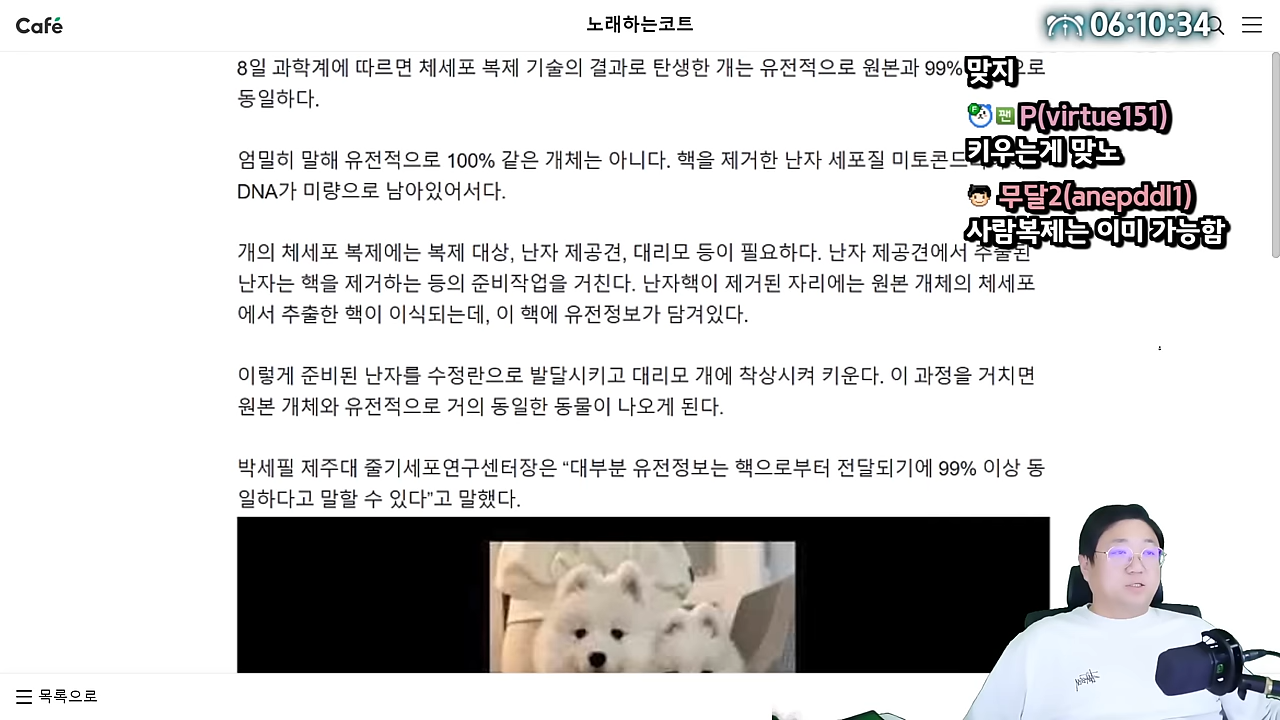 Café
노래하는코트
06:10:34
8일 과학계에 따르면 체세포 복제 기술의 결과로 탄생한 개는 유전적으로 원본과 99% 으로
동일하다.
엄밀히 말해 유전적으로 100% 같은 개체는 아니다. 핵을 제거한 난자 세포질 미토콘드
DNA가 미량으로 남아있어서다.
개의 체세포 복제에는 복제 대상, 난자 제공견, 대리모 등이 필요하다. 난자 제공견에서 추출된
난자는 핵을 제거하는 등의 준비작업을 거친다. 난자핵이 제거된 자리에는 원본 개체의 체세포
에서 추출한 핵이 이식되는데, 이 핵에 유전정보가 담겨있다.
이렇게 준비된 난자를 수정란으로 발달시키고 대리모 개에 착상시켜 키운다. 이 과정을 거치면
원본 개체와 유전적으로 거의 동일한 동물이 나오게 된다.
박세필 제주대 줄기세포연구센터장은 “대부분 유전정보는 핵으로부터 전달되기에 99% 이상 동
일하다고 말할 수 있다”고 말했다.
맞지
팬 P(virtue151)
키우는게 맞노
무달2(anepddl1)
사람복제는 이미 가능함
목록으로